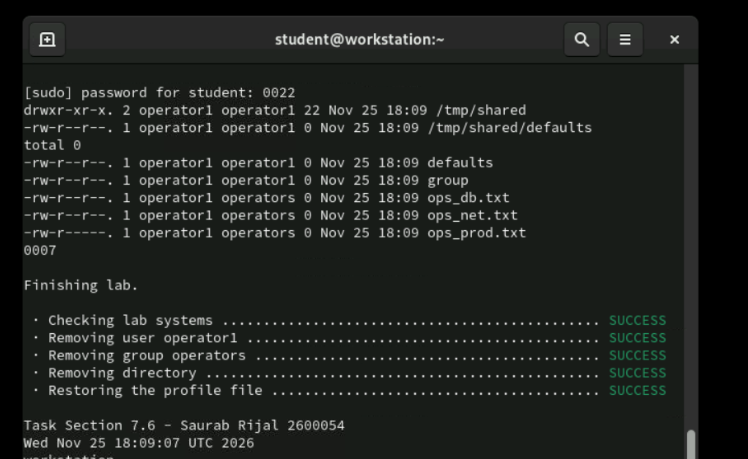 student@workstation:~
[sudo] password for student: 0022
drwxr-xr-x. 2 operator1 operator1 22 Nov 25 18:09 /tmp/shared
-rw-r--r--. 1 operator1 operator1 0 Nov 25 18:09 /tmp/shared/defaults
total 0
-rw-r--r--. 1 operator1 operator1 0 Nov 25 18:09 defaults
-rw-r--r--. 1 operator1 operator1 0 Nov 25 18:09 group
-rw-r--r--. 1 operator1 operators 0 Nov 25 18:09 ops_db.txt
-rw-r--r--. 1 operator1 operators 0 Nov 25 18:09 ops_net.txt
-rw-r-----. 1 operator1 operators 0 Nov 25 18:09 ops_prod.txt
0007
Finishing lab.
· Checking lab systems .............................................. SUCCESS
· Removing user operator1 ........................................... SUCCESS
· Removing group operators .......................................... SUCCESS
· Removing directory ................................................ SUCCESS
· Restoring the profile file ........................................ SUCCESS
Task Section 7.6 - Saurab Rijal 2600054
Wed Nov 25 18:09:07 UTC 2026